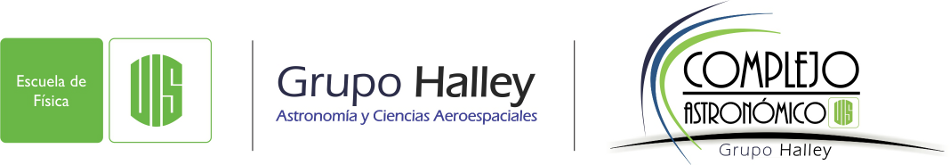 Escuela de
Física
UIS
Grupo Halley
Astronomía y Ciencias Aeroespaciales
COMPLEJO
ASTRONÓMICO UIS
Grupo Halley